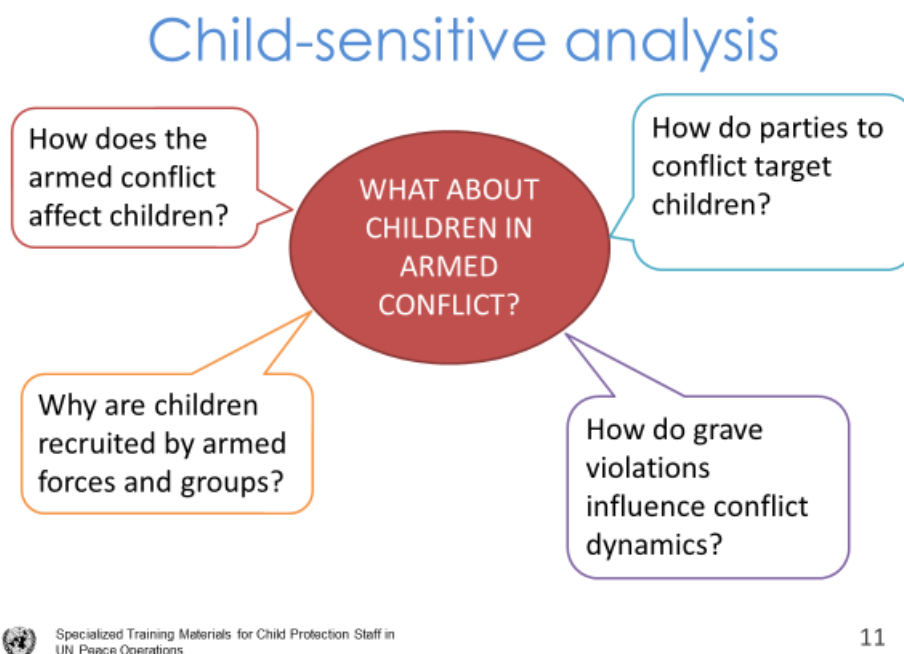 Child-sensitive analysis
How does the
armed conflict
affect children?
WHAT ABOUT
CHILDREN IN
ARMED
CONFLICT?
How do parties to
conflict target
children?
Why are children
recruited by armed
forces and groups?
How do grave
violations
influence conflict
dynamics?
Specialized Training Materials for Child Protection Staff in
UN Peace Operations
11